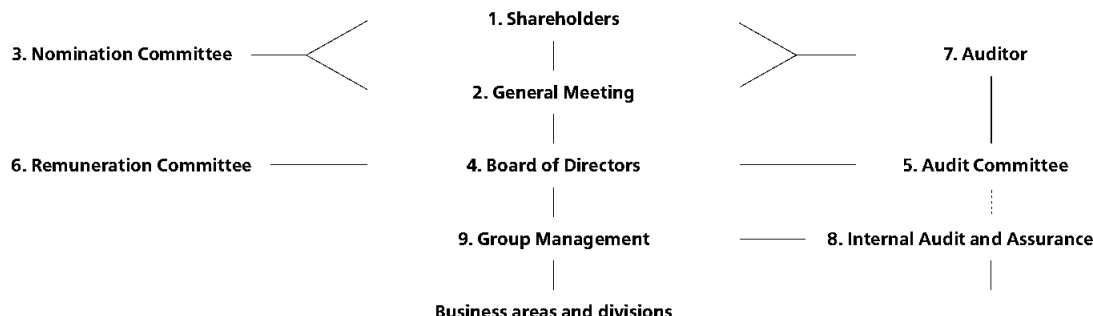 1. Shareholders
3. Nomination Committee
7. Auditor
2. General Meeting
6. Remuneration Committee
4. Board of Directors
5. Audit Committee
9. Group Management
8. Internal Audit and Assurance
Business areas and divisions